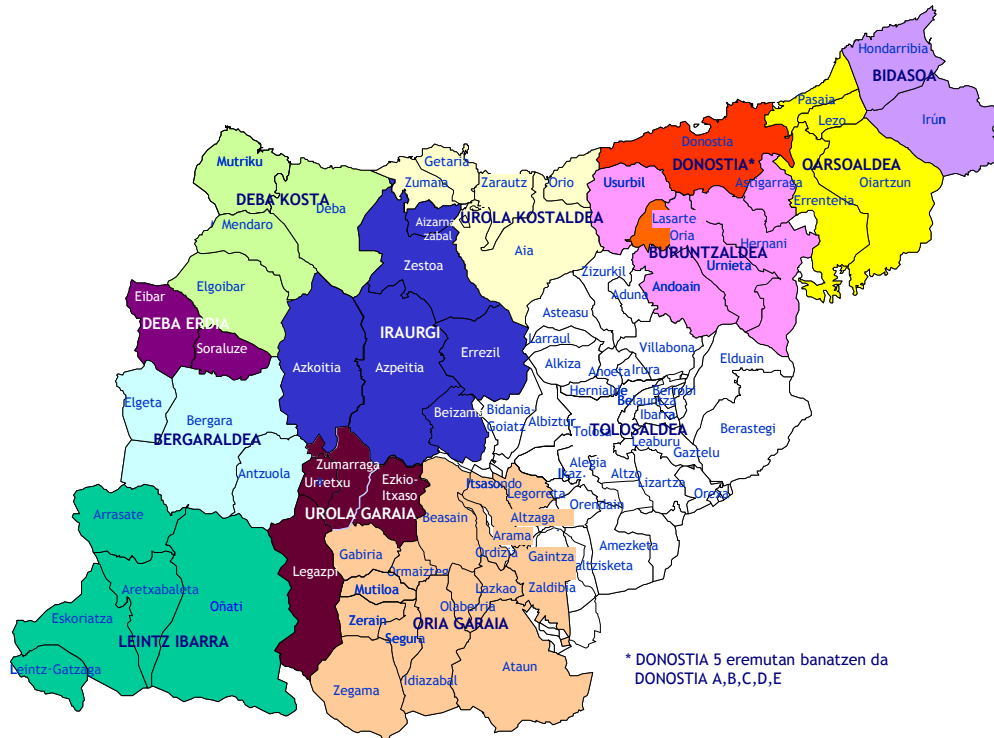 Hondarribia
BIDASOA
Irún
Pasaia
Lezo
OARSOALDEA
Oiartzun
Errenteria
Donostia
DONOSTIA*
Astigarraga
Usurbil
Lasarte
Oria
Hernani
BURUNTZALDEA
Urnieta
Andoain
Getaria
Zumaia
Zarautz
Orio
UROLA KOSTALDEA
Aia
Mutriku
DEBA KOSTA
Deba
Mendaro
Elgoibar
Aizarna
zabal
Zestoa
IRAURGI
Azkoitia
Azpeitia
Errezil
Beizama
Eibar
DEBA ERDIA
Soraluze
Elgeta
Bergara
BERGARALDEA
Antzuola
Zizurkil
Aduna
Asteasu
Larraul
Villabona
Alkiza
Anoeta
Irura
Elduain
Hernialde
Berrobi
Belauntza
Ibarra
Bidania-
Goiatz
Albiztur
Tolosa
TOLOSALDEA
Leaburu
Berastegi
Gaztelu
Alegia
Altzo
Ikaz.
Lizartza
Orexa
Orendain
Amezketa
altzisketa
Zumarraga
Urretxu
Ezkio-
Itxaso
UROLA GARAIA
Legazpi
Itsasondo
Legorreta
Beasain
Altzaga
Arama
Ordizia
Gaintza
Gabiria
Ormaizteg
Mutiloa
Lazkao
Zaldibia
Olaberria
Zerain
ORIA GARAIA
Segura
Ataun
Idiazabal
Zegama
Arrasate
Aretxabaleta
Oñati
Eskoriatza
LEINTZ IBARRA
Leintz-Gatzaga
* DONOSTIA 5 eremutan banatzen da
DONOSTIA A,B,C,D,E